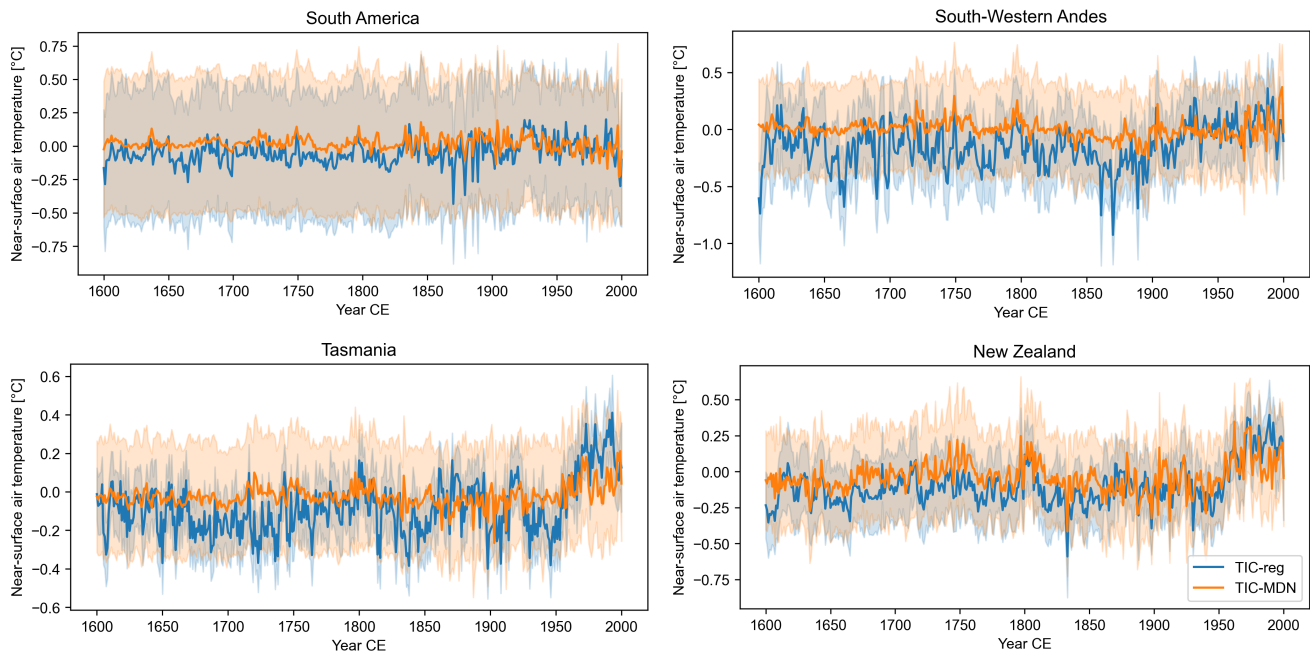 South America
Near-surface air temperature [°C]
0.75
0.50
0.25
0.00
−0.25
−0.50
−0.75
1600 1650 1700 1750 1800 1850 1900 1950 2000
Year CE
South-Western Andes
Near-surface air temperature [°C]
0.5
0.0
−0.5
−1.0
1600 1650 1700 1750 1800 1850 1900 1950 2000
Year CE
Tasmania
Near-surface air temperature [°C]
0.6
0.4
0.2
0.0
−0.2
−0.4
−0.6
1600 1650 1700 1750 1800 1850 1900 1950 2000
Year CE
New Zealand
Near-surface air temperature [°C]
0.50
0.25
0.00
−0.25
−0.50
−0.75
TIC-reg
TIC-MDN
1600 1650 1700 1750 1800 1850 1900 1950 2000
Year CE